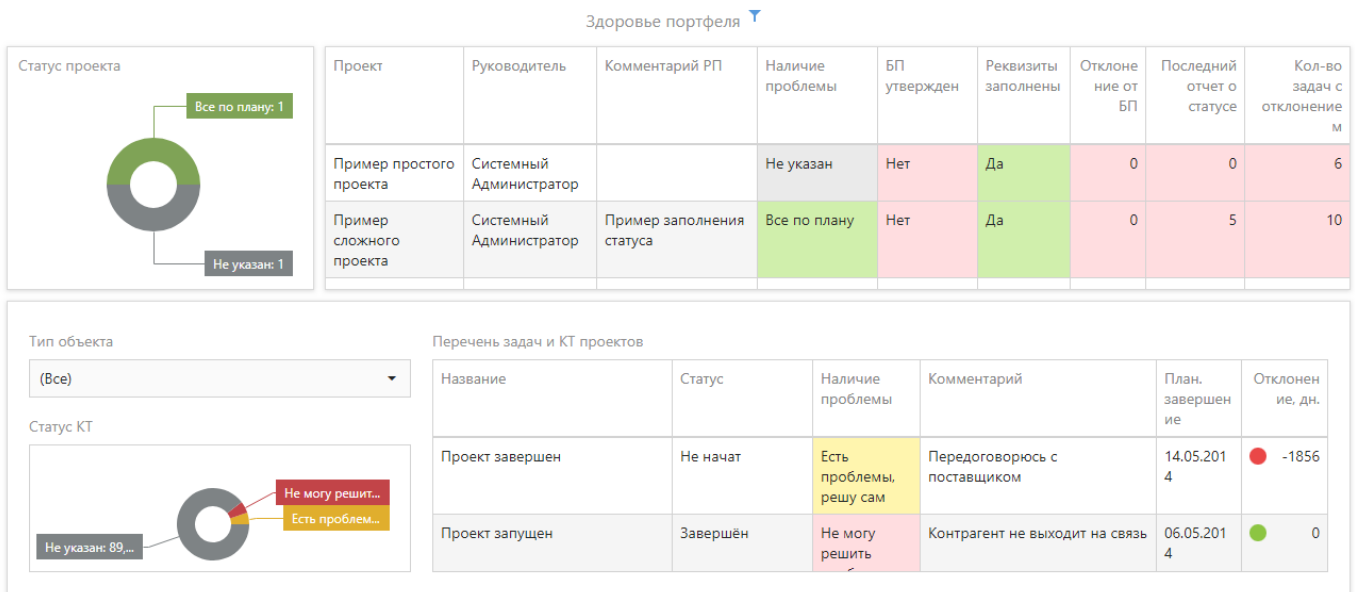 Здоровье портфеля
Статус проекта
Все по плану: 1
Не указан: 1
Проект
Руководитель
Комментарий РП
Наличие
проблемы
БП
утвержден
Реквизиты
заполнены
Отклоне
ние от
БП
Последний
отчет о
статусе
Кол-во
задач с
отклонение
м
Пример простого
проекта
Системный
Администратор
Не указан
Нет
Да
0
0
6
Пример
сложного
проекта
Системный
Администратор
Пример заполнения
статуса
Все по плану
Нет
Да
0
5
10
Тип объекта
(Все)
Статус КТ
Не могу решит...
Есть проблем...
Не указан: 89,...
Перечень задач и КТ проектов
Название
Статус
Наличие
проблемы
Комментарий
План.
завершен
ие
Отклонен
ие, дн.
Проект завершен
Не начат
Есть
проблемы,
решу сам
Передоговорюсь с
поставщиком
14.05.201
4
-1856
Проект запущен
Завершён
Не могу
решить
Контрагент не выходит на связь
06.05.201
4
0